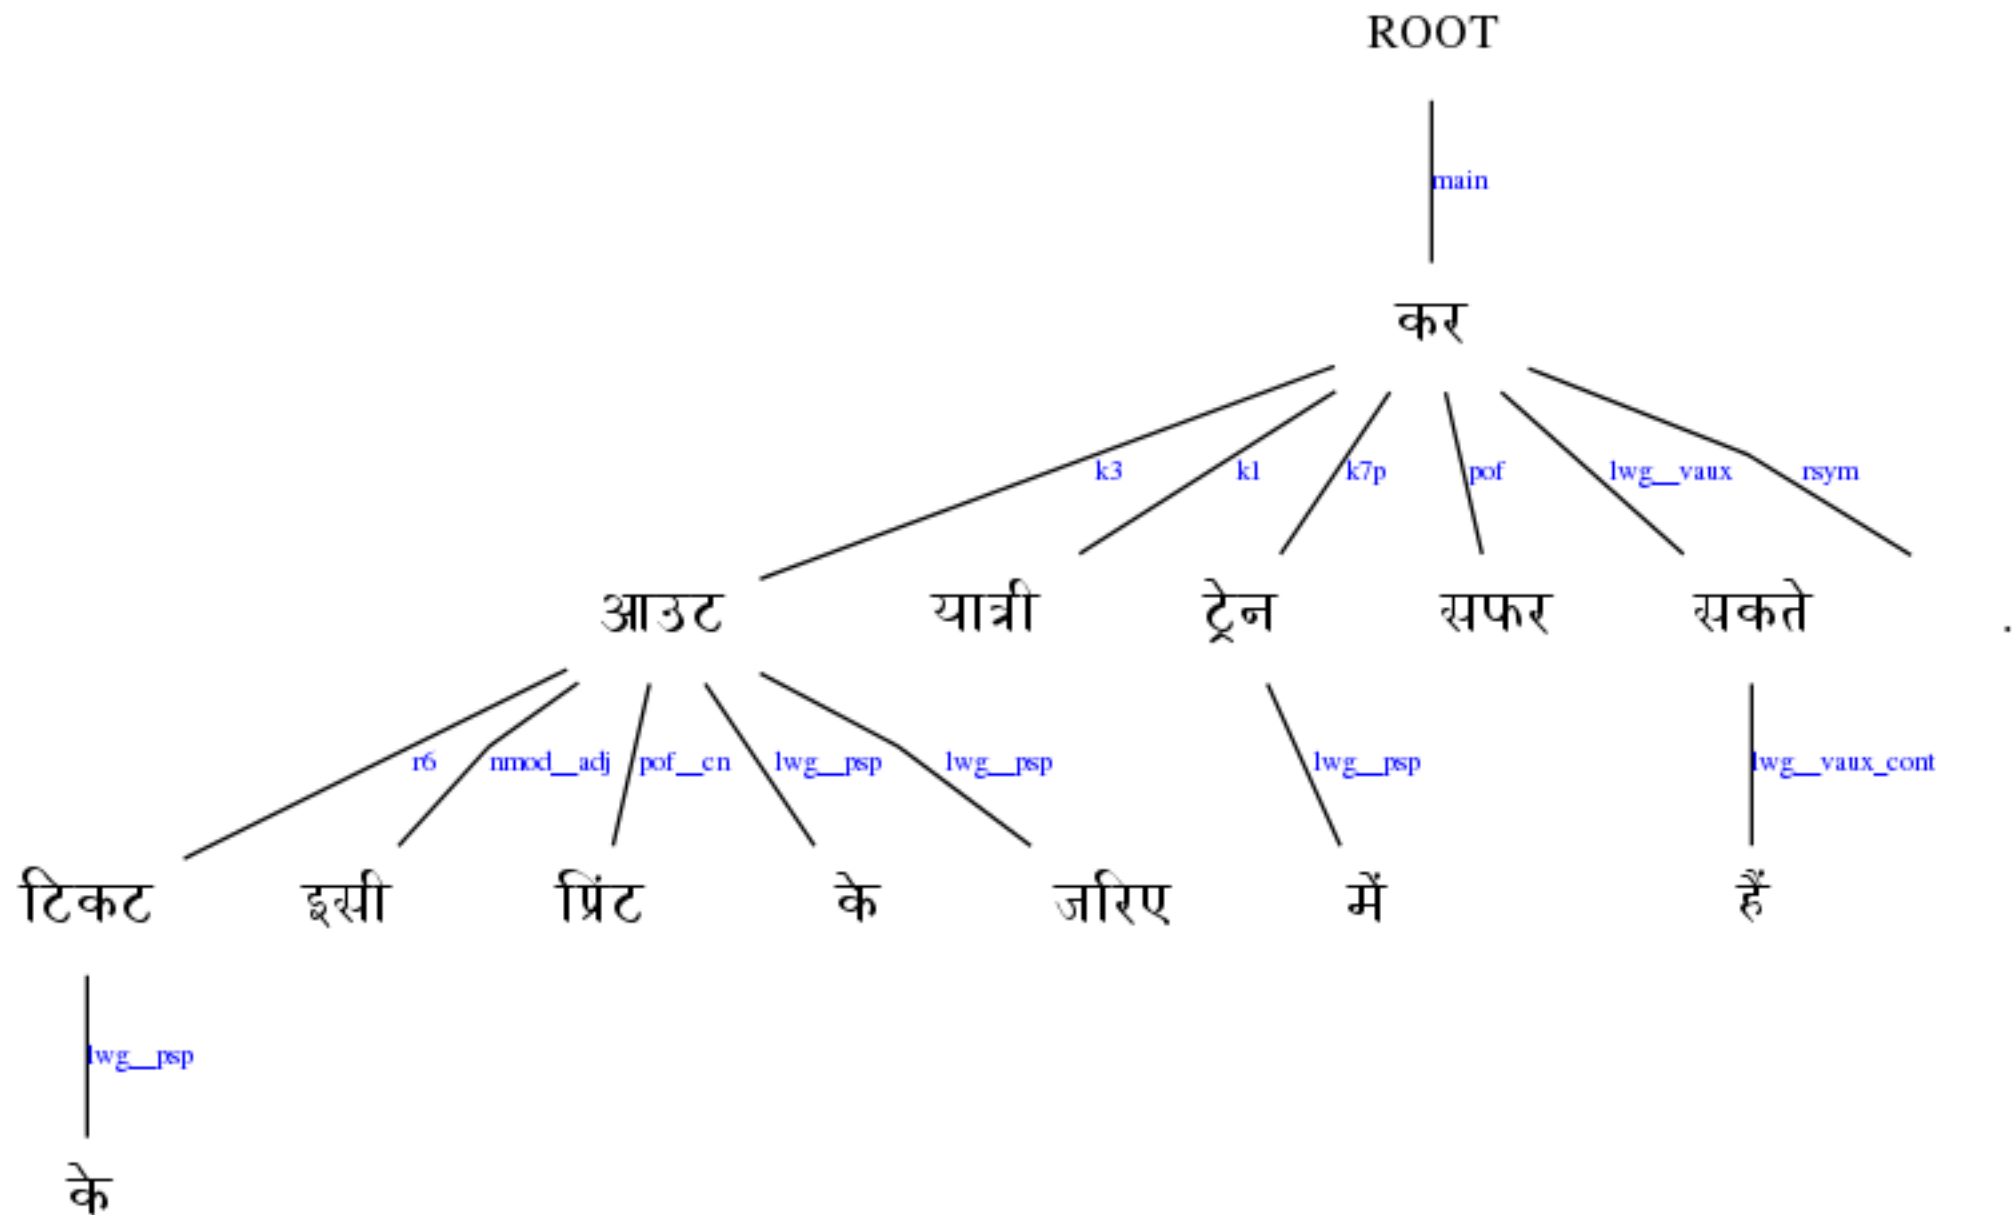 ROOT
main
कर
k3 k1 k7p pof lwg__vaux rsym
आउट यात्री ट्रेन सफर सकते .
r6 nmod__adj pof__cn lwg__psp lwg__psp lwg__psp lwg__vaux_cont
टिकट इसी प्रिंट के जरिए में हैं
lwg__psp
के